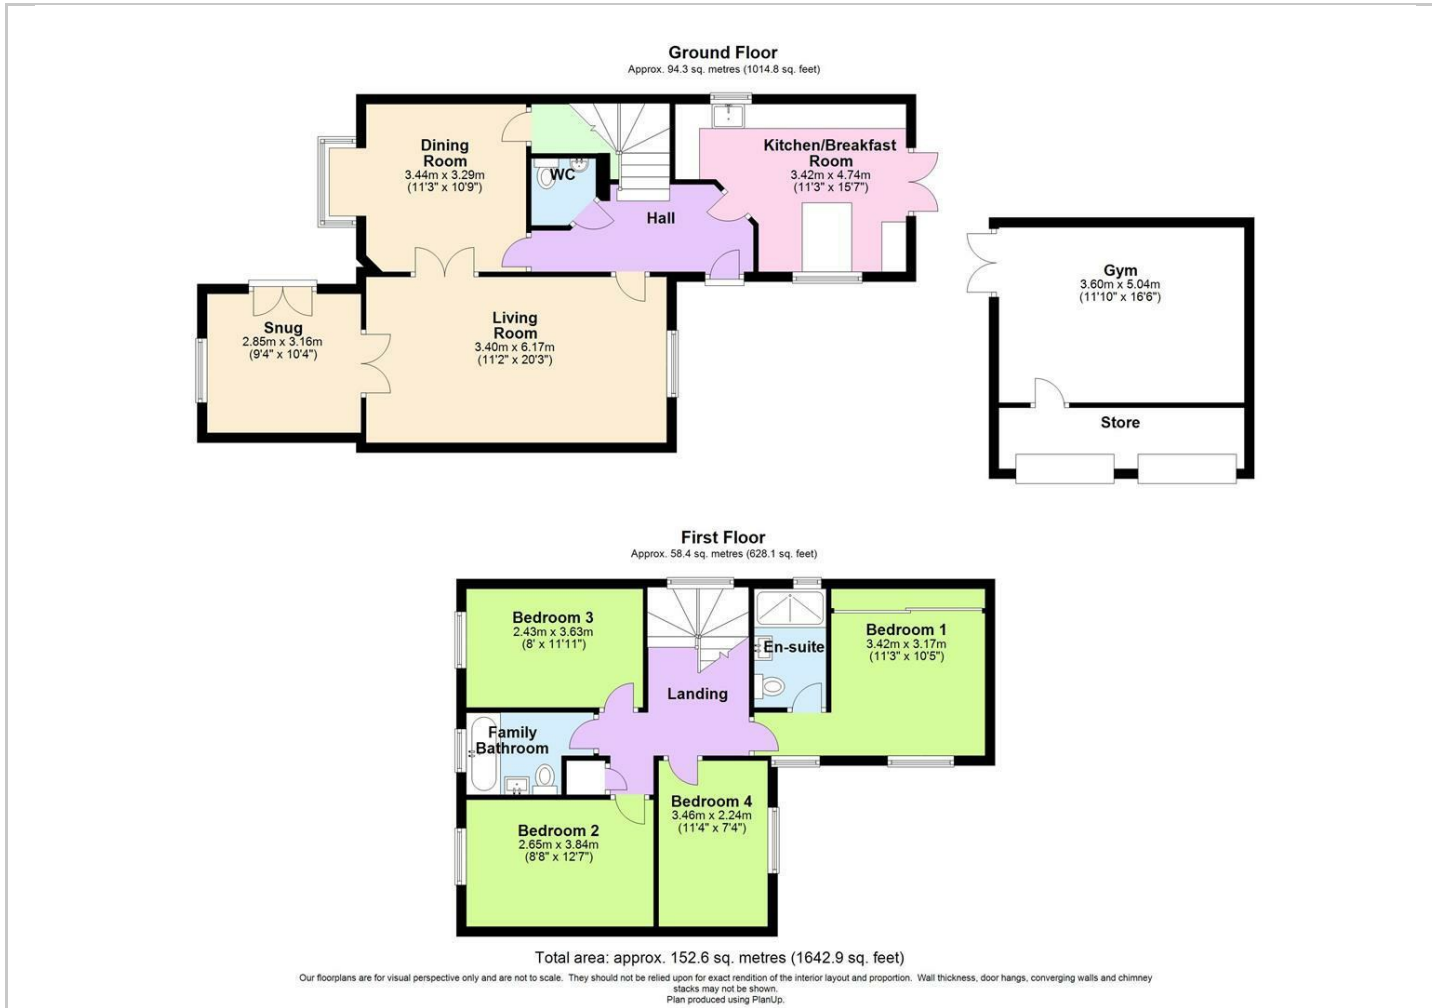 Ground Floor
Approx. 94.3 sq. metres (1014.8 sq. feet)
Dining
Room
3.44m x 3.29m
(11'3" x 10'9")
WC
Hall
Kitchen/Breakfast
Room
3.42m x 4.74m
(11'3" x 15'7")
Snug
2.85m x 3.16m
(9'4" x 10'4")
Living
Room
3.40m x 6.17m
(11'2" x 20'3")
Gym
3.60m x 5.04m
(11'10" x 16'6")
Store
First Floor
Approx. 58.4 sq. metres (628.1 sq. feet)
Bedroom 3
2.43m x 3.63m
(8' x 11'11")
En-suite
Bedroom 1
3.42m x 3.17m
(11'3" x 10'5")
Landing
Family
Bathroom
Bedroom 2
2.65m x 3.84m
(8'8" x 12'7")
Bedroom 4
3.46m x 2.24m
(11'4" x 7'4")
Total area: approx. 152.6 sq. metres (1642.9 sq. feet)
Our floorplans are for visual perspective only and are not to scale. They should not be relied upon for exact rendition of the interior layout and proportion. Wall thickness, door hangs, converging walls and chimney
stacks may not be shown.
Plan produced using PlanUp.